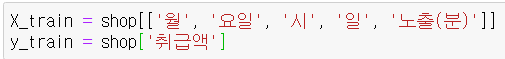 X_train = shop[['월', '요일', '시', '일', '노출(분)']]
y_train = shop['취급액']